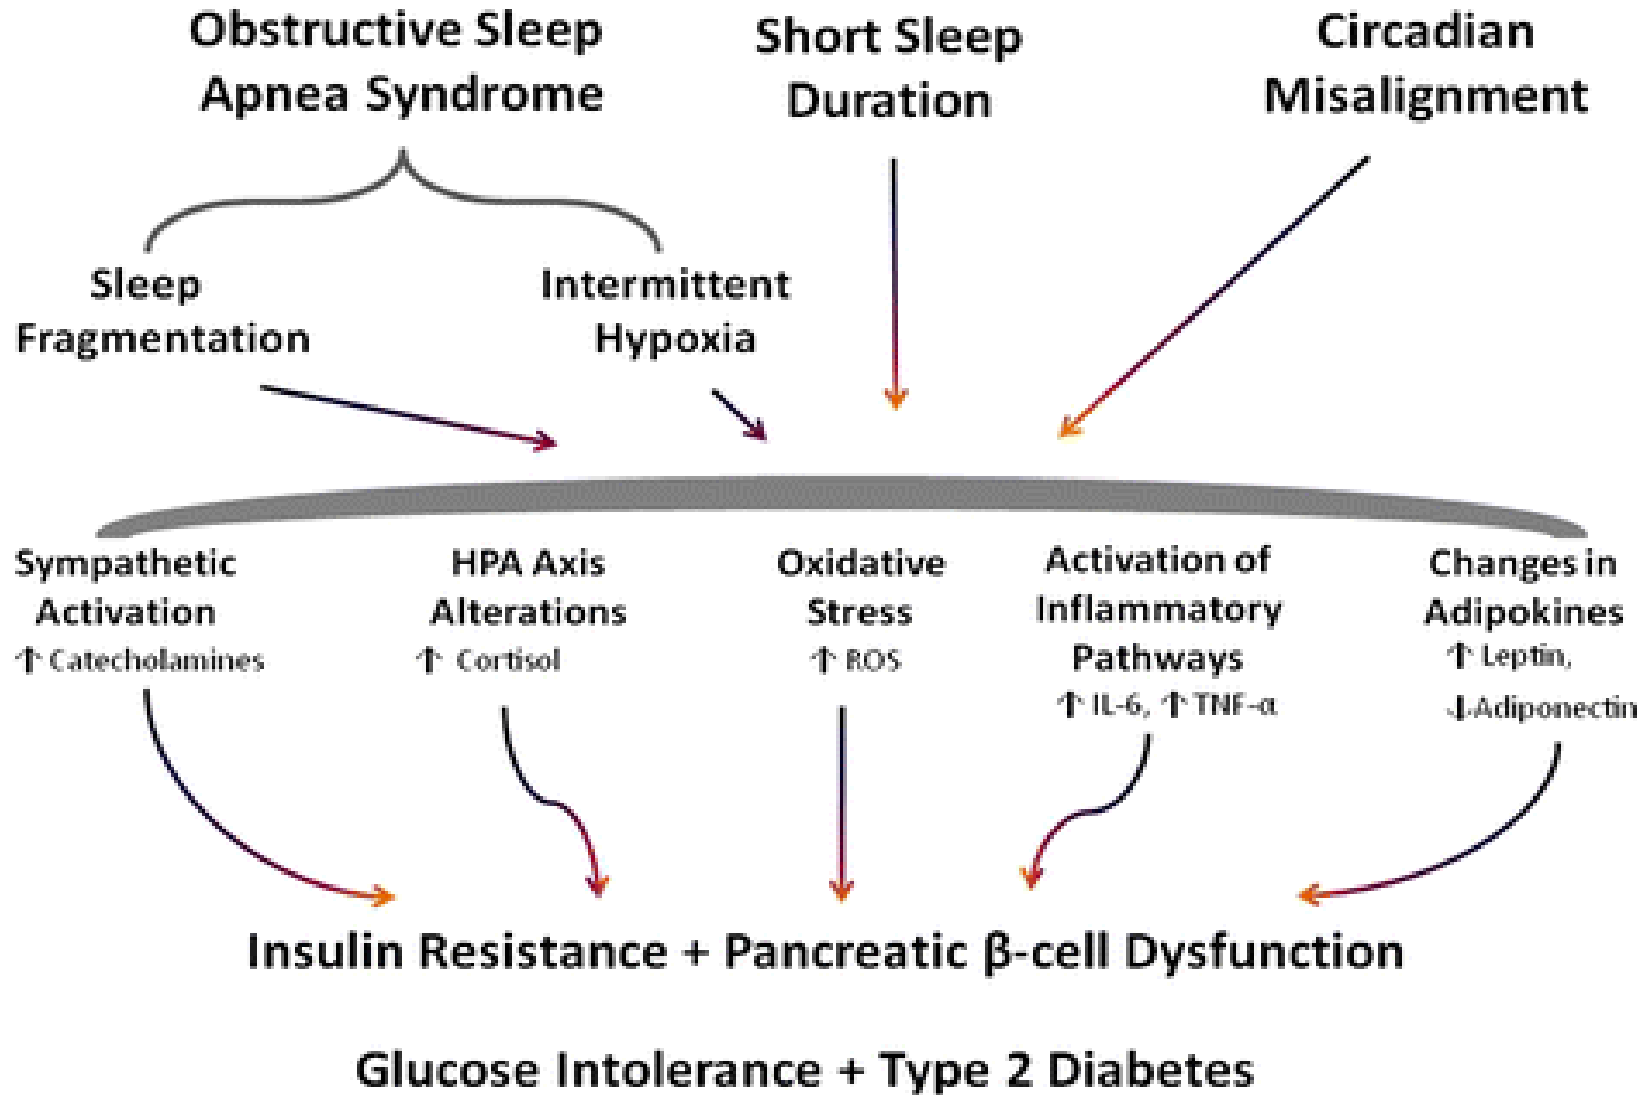 Obstructive Sleep
Apnea Syndrome
Short Sleep
Duration
Circadian
Misalignment
Sleep
Fragmentation
Intermittent
Hypoxia
Sympathetic
Activation
↑ Catecholamines
HPA Axis
Alterations
↑ Cortisol
Oxidative
Stress
↑ ROS
Activation of
Inflammatory
Pathways
↑ IL-6, ↑ TNF-α
Changes in
Adipokines
↑ Leptin,
↓Adiponectin
Insulin Resistance + Pancreatic β-cell Dysfunction
Glucose Intolerance + Type 2 Diabetes